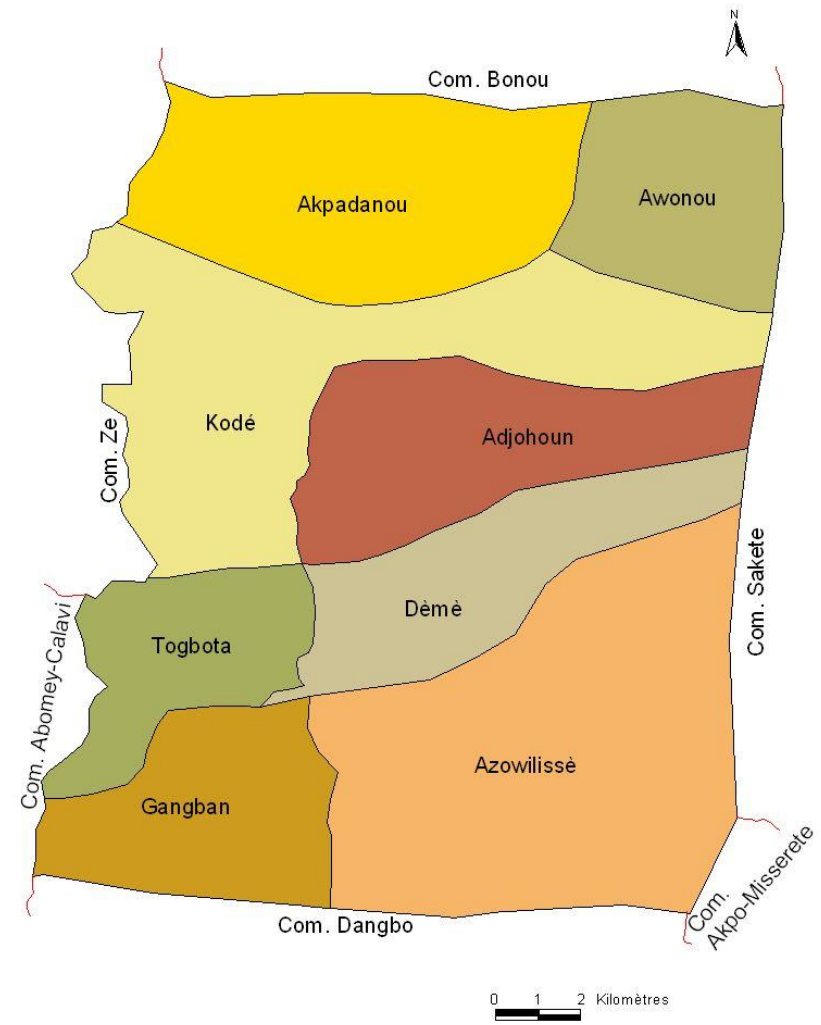 N
Com. Bonou
Akpadanou
Awonou
Kodé
Com. Ze
Adjohoun
Com. Sakete
Dèmè
Togbota
Com. Abomey-Calavi
Azowilissè
Gangban
Com. Dangbo
Com.
Akpo-Misserete
0 1 2 Kilomètres